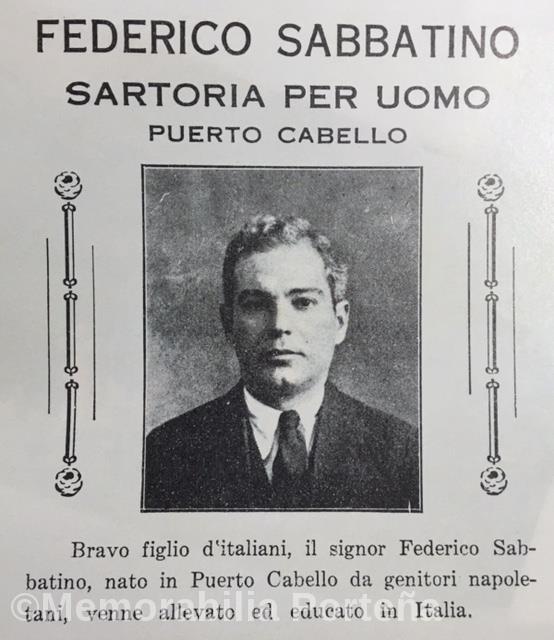 FEDERICO SABBATINO
SARTORIA PER UOMO
PUERTO CABELLO
Bravo figlio d'italiani, il signor Federico Sab-
batino, nato in Puerto Cabello da genitori napole-
tani, venne allevato ed educato in Italia.
©Memorabilia Porteña